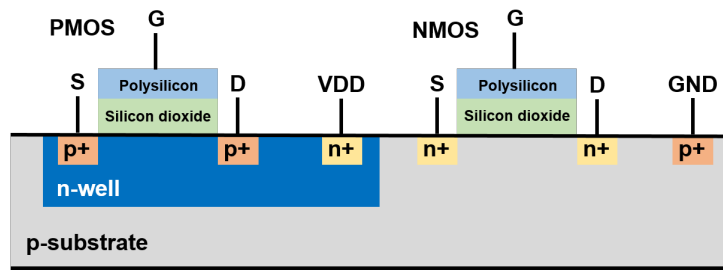 PMOS G NMOS G
S Polysilicon D VDD S Polysilicon D GND
Silicon dioxide Silicon dioxide
p+ p+ n+ n+ n+ p+
n-well
p-substrate